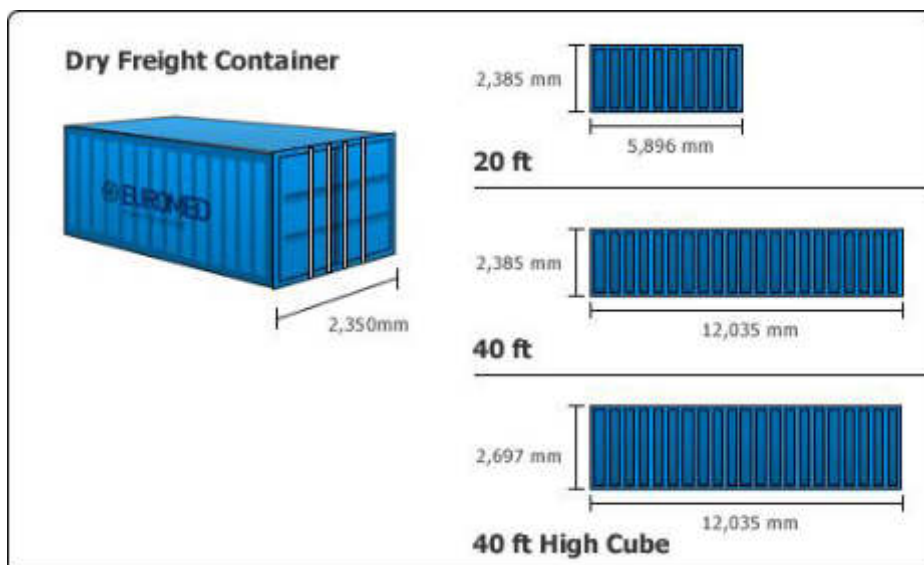 Dry Freight Container
EUROMED
2,350mm
2,385 mm
5,896 mm
20 ft
2,385 mm
12,035 mm
40 ft
2,697 mm
12,035 mm
40 ft High Cube